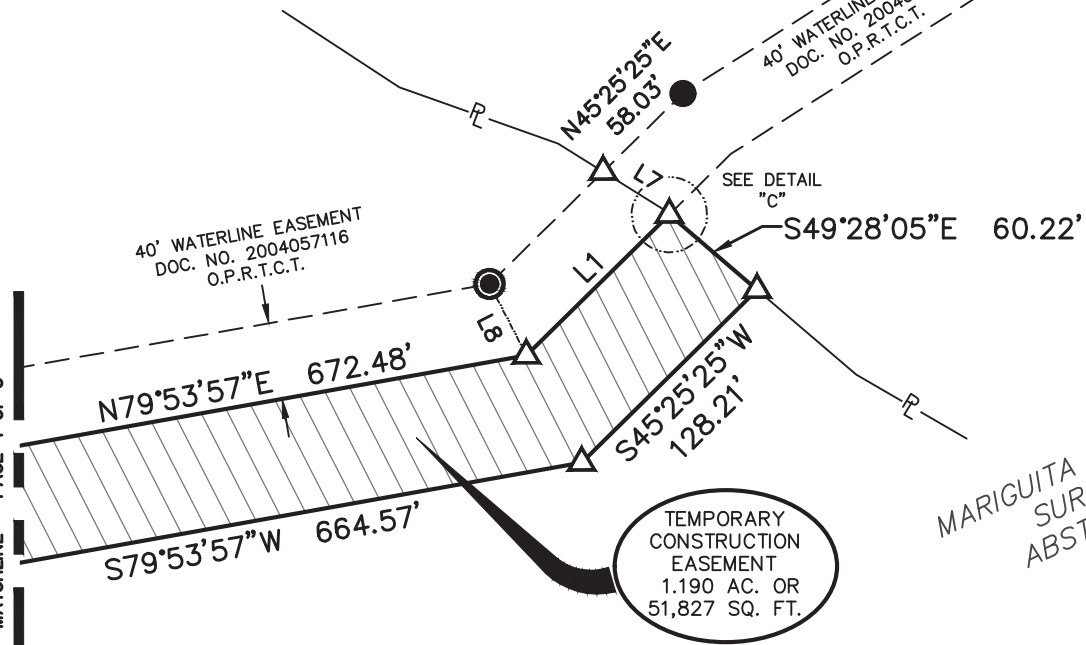 40' WATERLINE
DOC. NO. 2004
O.P.R.T.C.T.
N45°25'25"E
58.03'
PL
L7
SEE DETAIL
"C"
S49°28'05"E 60.22'
40' WATERLINE EASEMENT
DOC. NO. 2004057116
O.P.R.T.C.T.
L1
L8
N79°53'57"E 672.48'
S45°25'25"W
128.21'
PL
S79°53'57"W 664.57'
TEMPORARY
CONSTRUCTION
EASEMENT
1.190 AC. OR
51,827 SQ. FT.
MARIGUITA
SUR
ABST